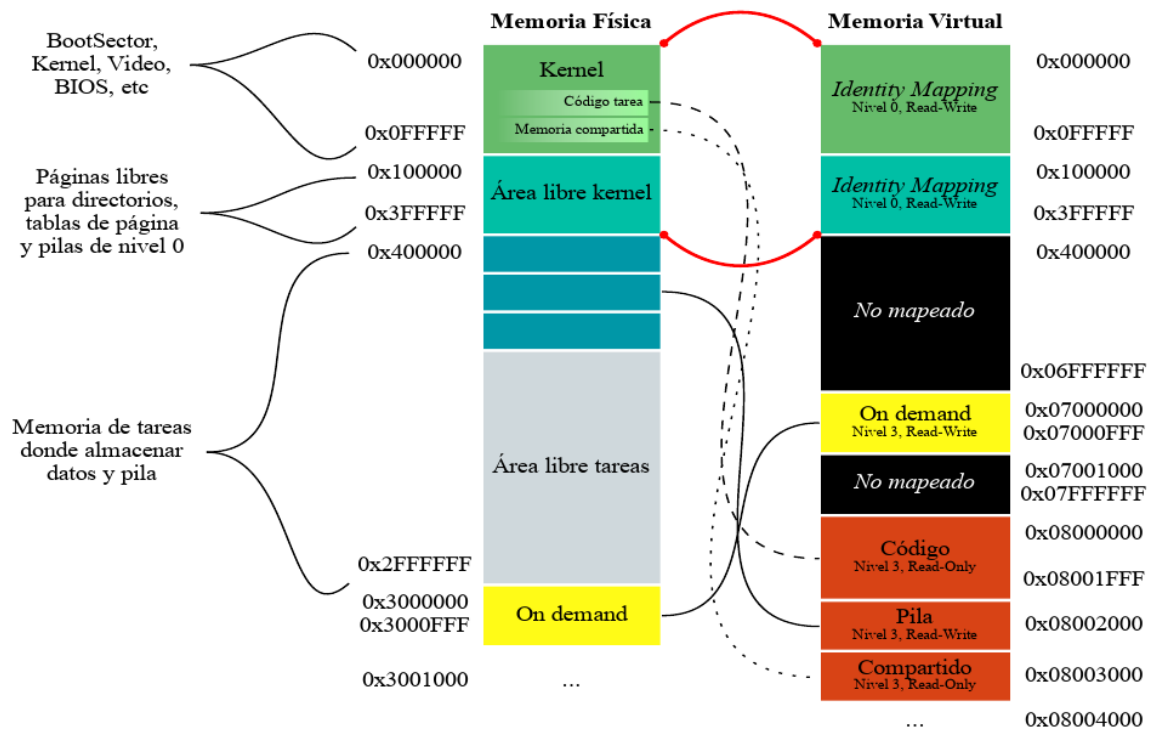 Memoria Física
Memoria Virtual
BootSector,
Kernel, Video,
BIOS, etc
0x000000
0x0FFFFF
Kernel
Código tarea
Memoria compartida
Identity Mapping
Nivel 0, Read-Write
0x000000
0x0FFFFF
Páginas libres
para directorios,
tablas de página
y pilas de nivel 0
0x100000
0x3FFFFF
Área libre kernel
Identity Mapping
Nivel 0, Read-Write
0x100000
0x3FFFFF
0x400000
No mapeado
0x400000
0x06FFFFFF
Memoria de tareas
donde almacenar
datos y pila
Área libre tareas
On demand
Nivel 3, Read-Write
0x07000000
0x07000FFF
No mapeado
0x07001000
0x07FFFFFF
0x2FFFFFF
Código
Nivel 3, Read-Only
0x08000000
0x08001FFF
0x3000000
0x3000FFF
On demand
Pila
Nivel 3, Read-Write
0x08002000
0x3001000
...
Compartido
Nivel 3, Read-Only
0x08003000
...
0x08004000